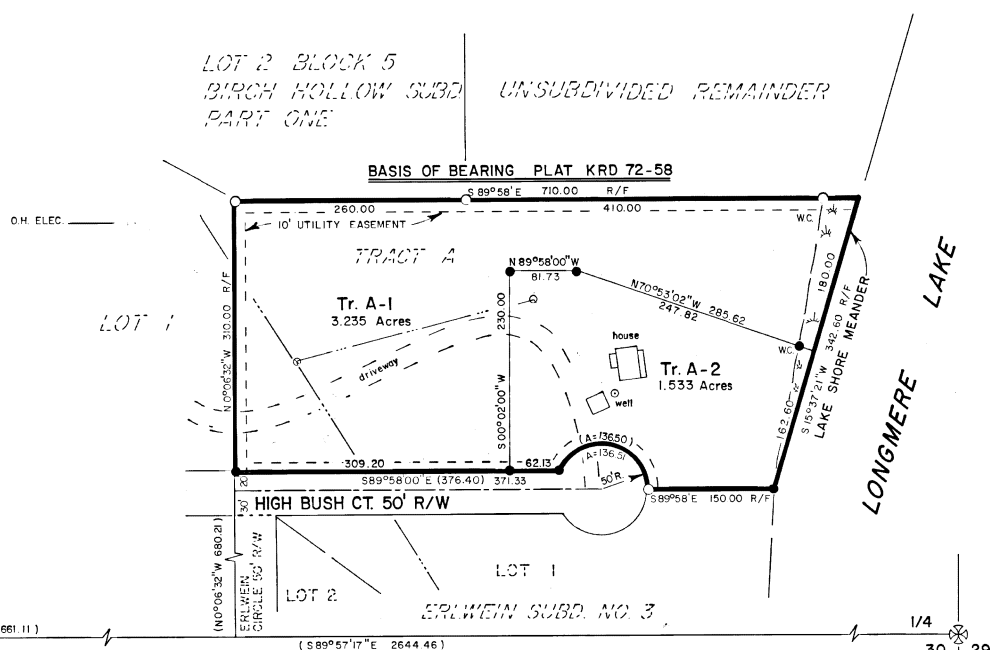 LOT 2 BLOCK 5
BIRCH HOLLOW SUBD.
PART ONE
UNSUBDIVIDED REMAINDER
BASIS OF BEARING PLAT KRD 72-58
S 89°58'E 710.00 R/F
260.00
410.00
W.C.
O.H. ELEC.
10' UTILITY EASEMENT
TRACT A
N 89°58'00"W
81.73
N70°53'02"W 285.62
247.82
180.00
LAKE
LOT 1
N0°06'32"W 310.00 R/F
Tr. A-1
3.235 Acres
230.00
S 00°02'00"W
driveway
house
Tr. A-2
1.533 Acres
well
W.C.
162.60
S 15°37'21"W 342.60 R/F
LAKE SHORE MEANDER
LONGMERE
(A=136.50)
(A=136.51
50'R.
309.20
62.13
S89°58'00"E (376.40) 371.33
S89°58'E 150.00 R/F
20'
30'
HIGH BUSH CT. 50' R/W
(N0°06'32"W 680.21)
ERLWEIN
CIRCLE 50' R/W
LOT 2
LOT 1
ERLWEIN SUBD. NO. 3
661.11 )
(S89°57'17"E 2644.46)
1/4
30 29